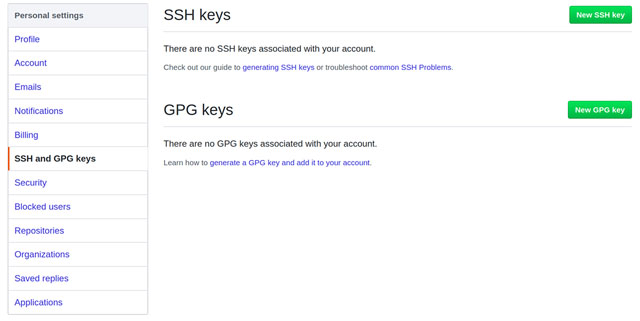 Personal settings
Profile
Account
Emails
Notifications
Billing
SSH and GPG keys
Security
Blocked users
Repositories
Organizations
Saved replies
Applications
SSH keys
New SSH key
There are no SSH keys associated with your account.
Check out our guide to generating SSH keys or troubleshoot common SSH Problems.
GPG keys
New GPG key
There are no GPG keys associated with your account.
Learn how to generate a GPG key and add it to your account.